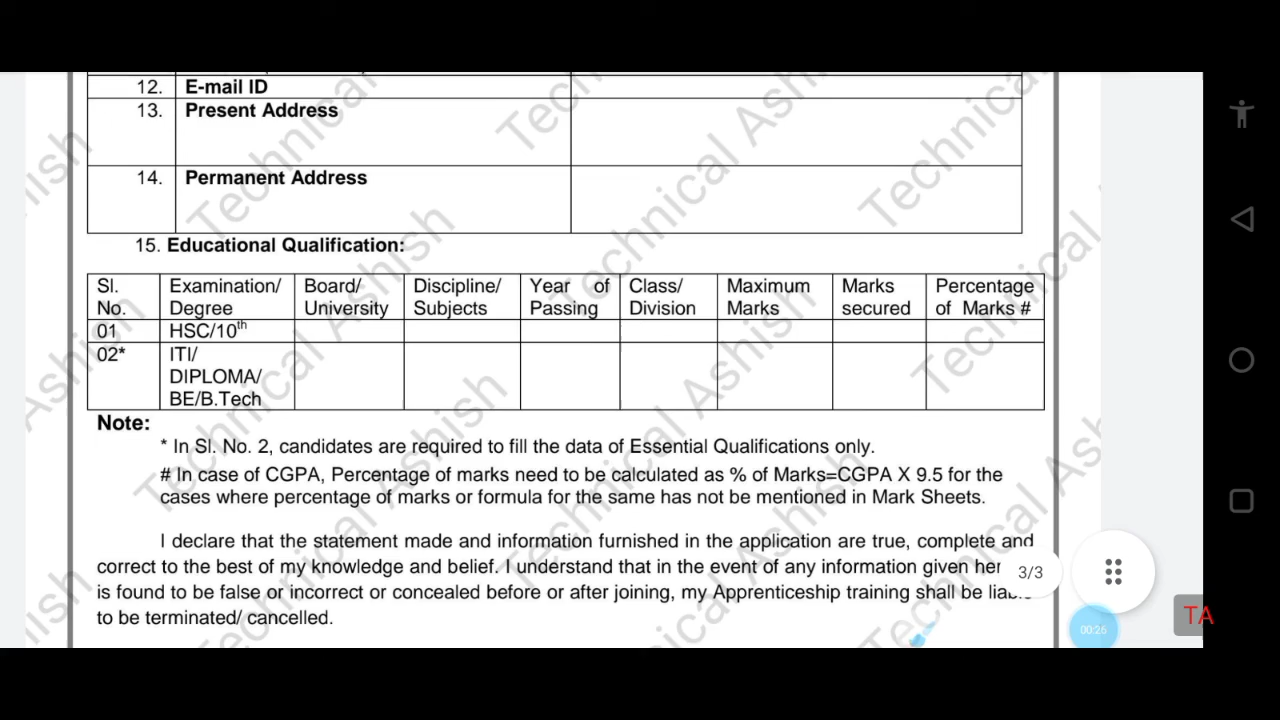 12. E-mail ID
13. Present Address
14. Permanent Address
15. Educational Qualification:
Sl. No. Examination/ Degree Board/ University Discipline/ Subjects Year of Passing Class/ Division Maximum Marks Marks secured Percentage of Marks #
01 HSC/10th
02* ITI/
DIPLOMA/
BE/B.Tech
Note:
* In Sl. No. 2, candidates are required to fill the data of Essential Qualifications only.
# In case of CGPA, Percentage of marks need to be calculated as % of Marks=CGPA X 9.5 for the
cases where percentage of marks or formula for the same has not be mentioned in Mark Sheets.
I declare that the statement made and information furnished in the application are true, complete and
correct to the best of my knowledge and belief. I understand that in the event of any information given
3/3
is found to be false or incorrect or concealed before or after joining, my Apprenticeship training shall be
to be terminated/ cancelled.
TA
00:26
Technical Ashish